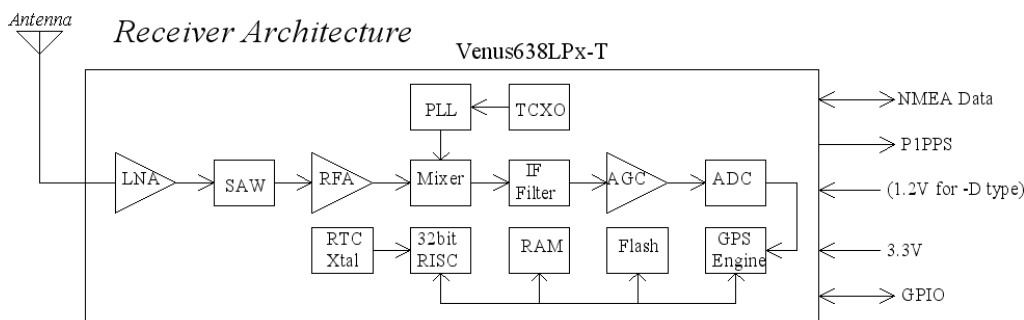 Antenna
Receiver Architecture
Venus638LPx-T
PLL
TCXO
NMEA Data
P1PPS
LNA
SAW
RFA
Mixer
IF
Filter
AGC
ADC
(1.2V for -D type)
RTC
Xtal
32bit
RISC
RAM
Flash
GPS
Engine
3.3V
GPIO